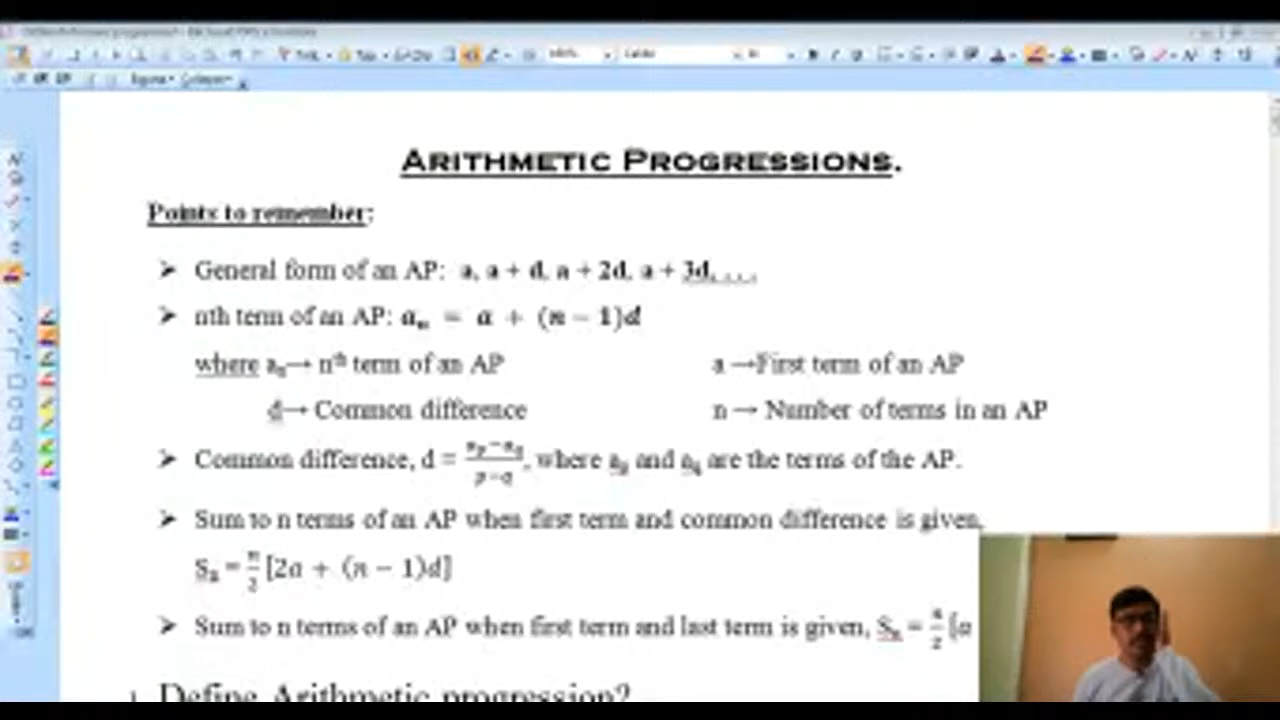 ARITHMETIC PROGRESSIONS.
Points to remember:
➤ General form of an AP: a, a + d, a + 2d, a + 3d, . . . .
➤ nth term of an AP: aₙ = a + (n − 1)d
where aₙ→ nᵗʰ term of an AP a →First term of an AP
d→ Common difference n → Number of terms in an AP
➤ Common difference, d = (aₚ−a_q)/(p−q), where aₚ and a_q are the terms of the AP.
➤ Sum to n terms of an AP when first term and common difference is given,
Sₙ = n/2 [2a + (n − 1)d]
➤ Sum to n terms of an AP when first term and last term is given, Sₙ = n/2 [a
Define Arithmetic progression?